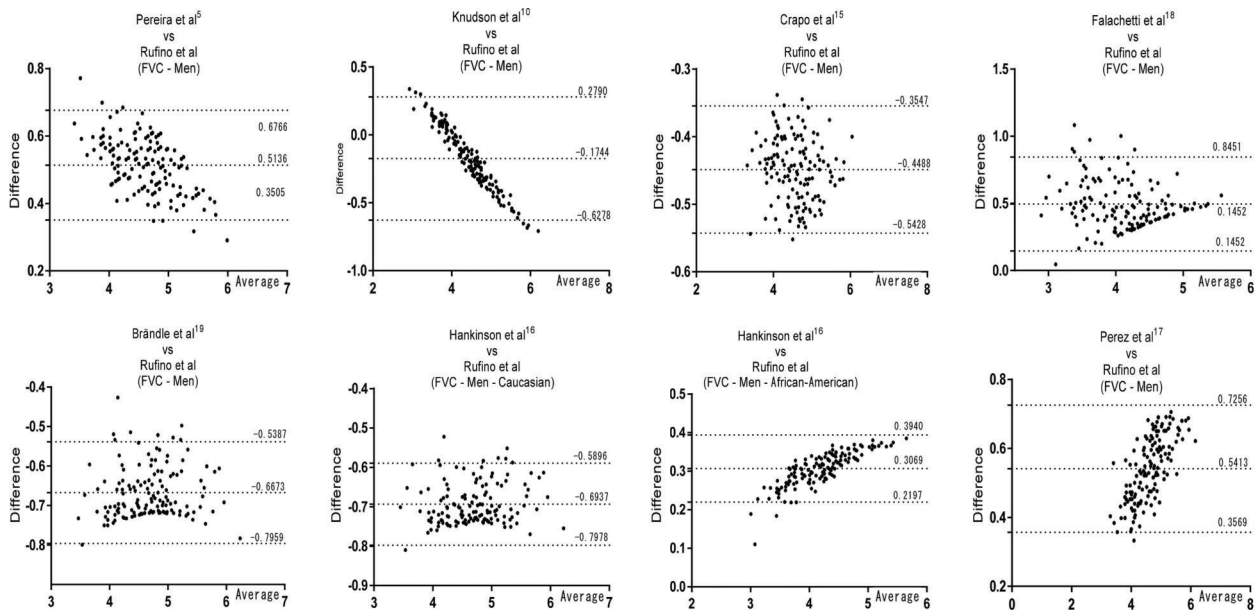 Pereira et al5
vs
Rufino et al
(FVC - Men)
Difference
0.8
0.6
0.4
0.2
0.6766
0.5136
0.3505
3 4 5 6 7
Average
Knudson et al10
vs
Rufino et al
(FVC - Men)
Difference
0.5
0.0
-0.5
-1.0
0.2790
-0.1744
-0.6278
2 4 6 8
Average
Crapo et al15
vs
Rufino et al
(FVC - Men)
Difference
-0.3
-0.4
-0.5
-0.6
-0.3547
-0.4488
-0.5428
2 4 6 8
Average
Falachetti et al18
vs
Rufino et al
(FVC - Men)
Difference
1.5
1.0
0.5
0.0
0.8451
0.1452
0.1452
3 4 5 6
Average
Brändle et al19
vs
Rufino et al
(FVC - Men)
Difference
-0.4
-0.5
-0.6
-0.7
-0.8
-0.5387
-0.6673
-0.7959
3 4 5 6 7
Average
Hankinson et al16
vs
Rufino et al
(FVC - Men - Caucasian)
Difference
-0.4
-0.5
-0.6
-0.7
-0.8
-0.9
-0.5896
-0.6937
-0.7978
3 4 5 6 7
Average
Hankinson et al16
vs
Rufino et al
(FVC - Men - African-American)
Difference
0.5
0.4
0.3
0.2
0.1
0.0
0.3940
0.3069
0.2197
2 3 4 5 6
Average
Perez et al17
vs
Rufino et al
(FVC - Men)
Difference
0.8
0.6
0.4
0.2
0.7256
0.5413
0.3569
0 2 4 6 8
Average